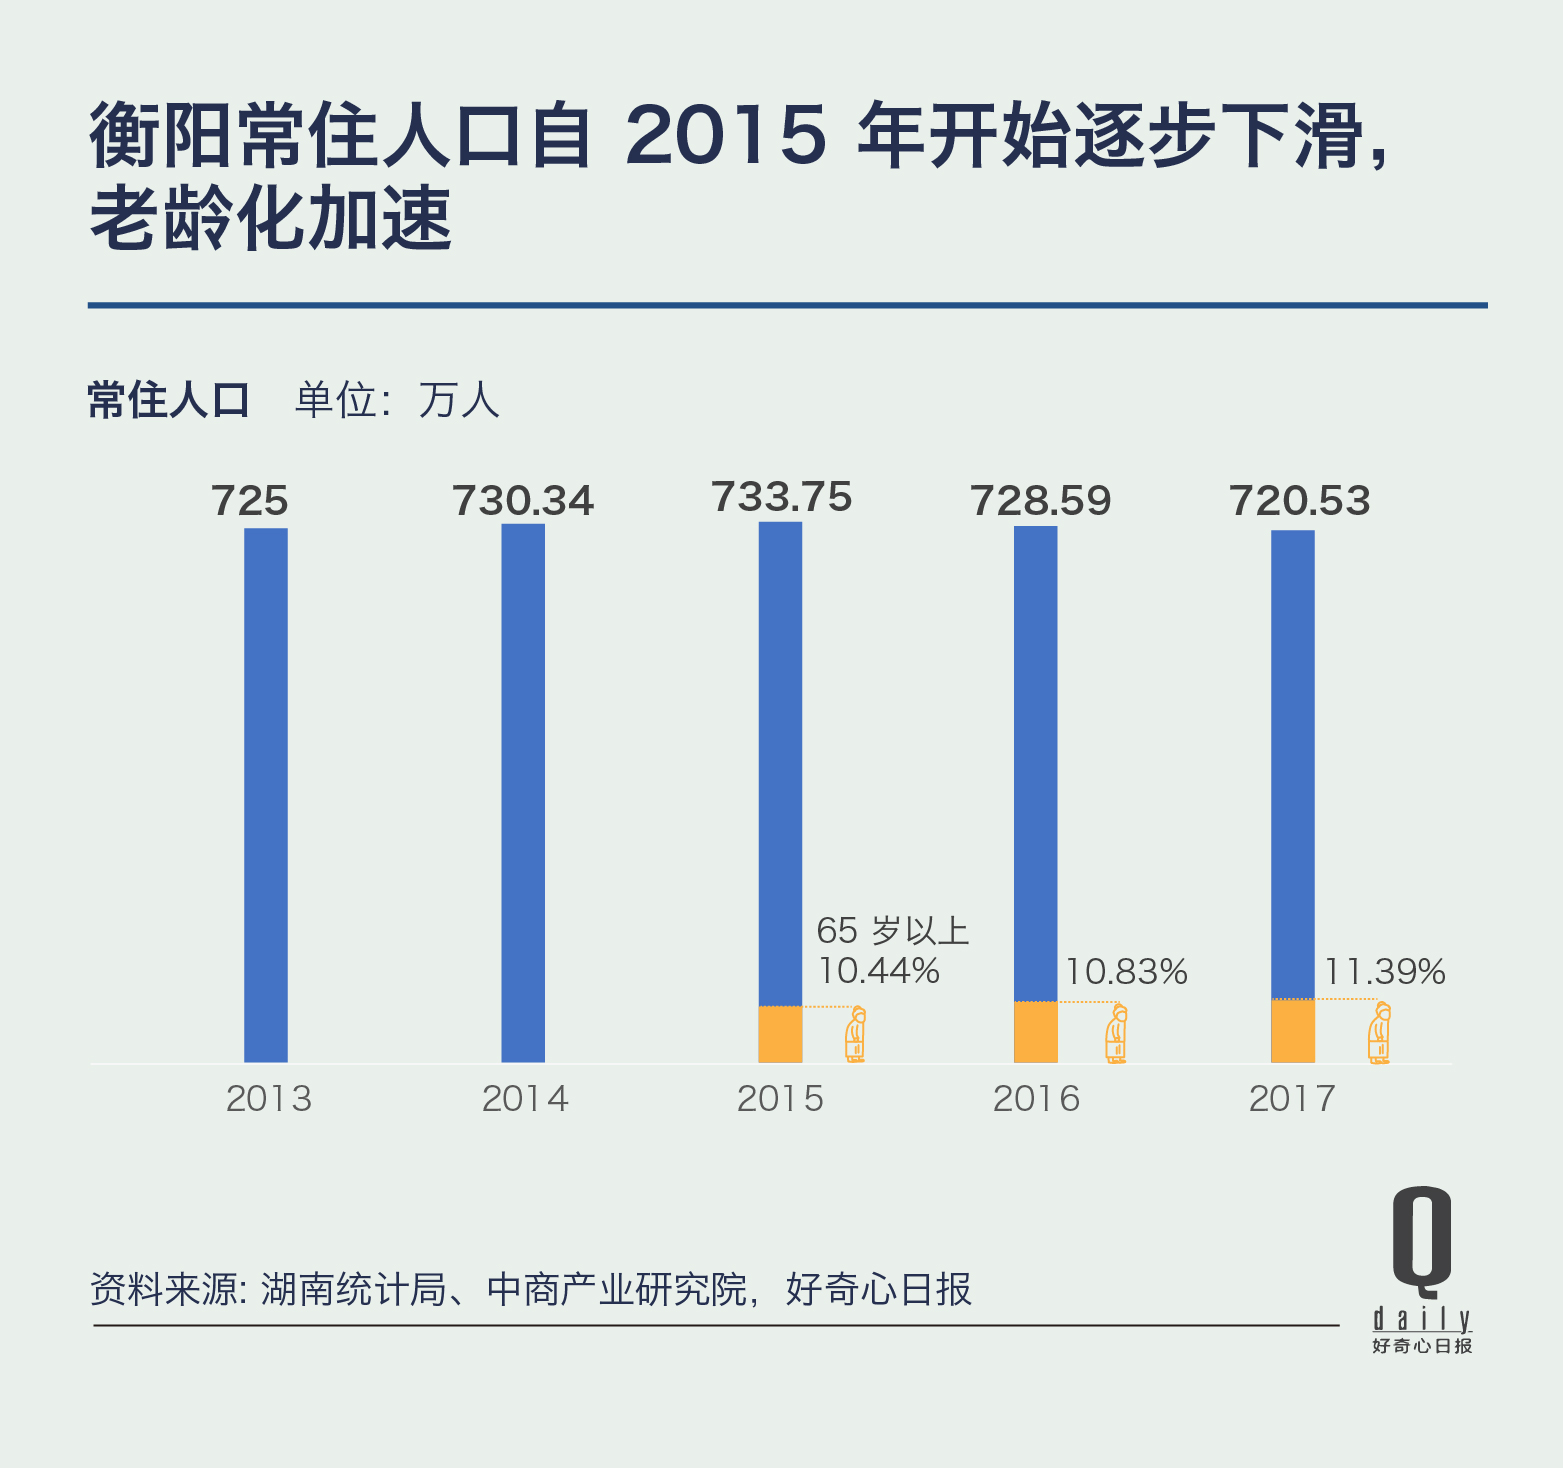 衡阳常住人口自 2015 年开始逐步下滑,
老龄化加速
常住人口 单位：万人
725
730.34
733.75
728.59
720.53
65 岁以上
10.44%
10.83%
11.39%
2013
2014
2015
2016
2017
资料来源: 湖南统计局、中商产业研究院，好奇心日报
Q
daily
好奇心日报